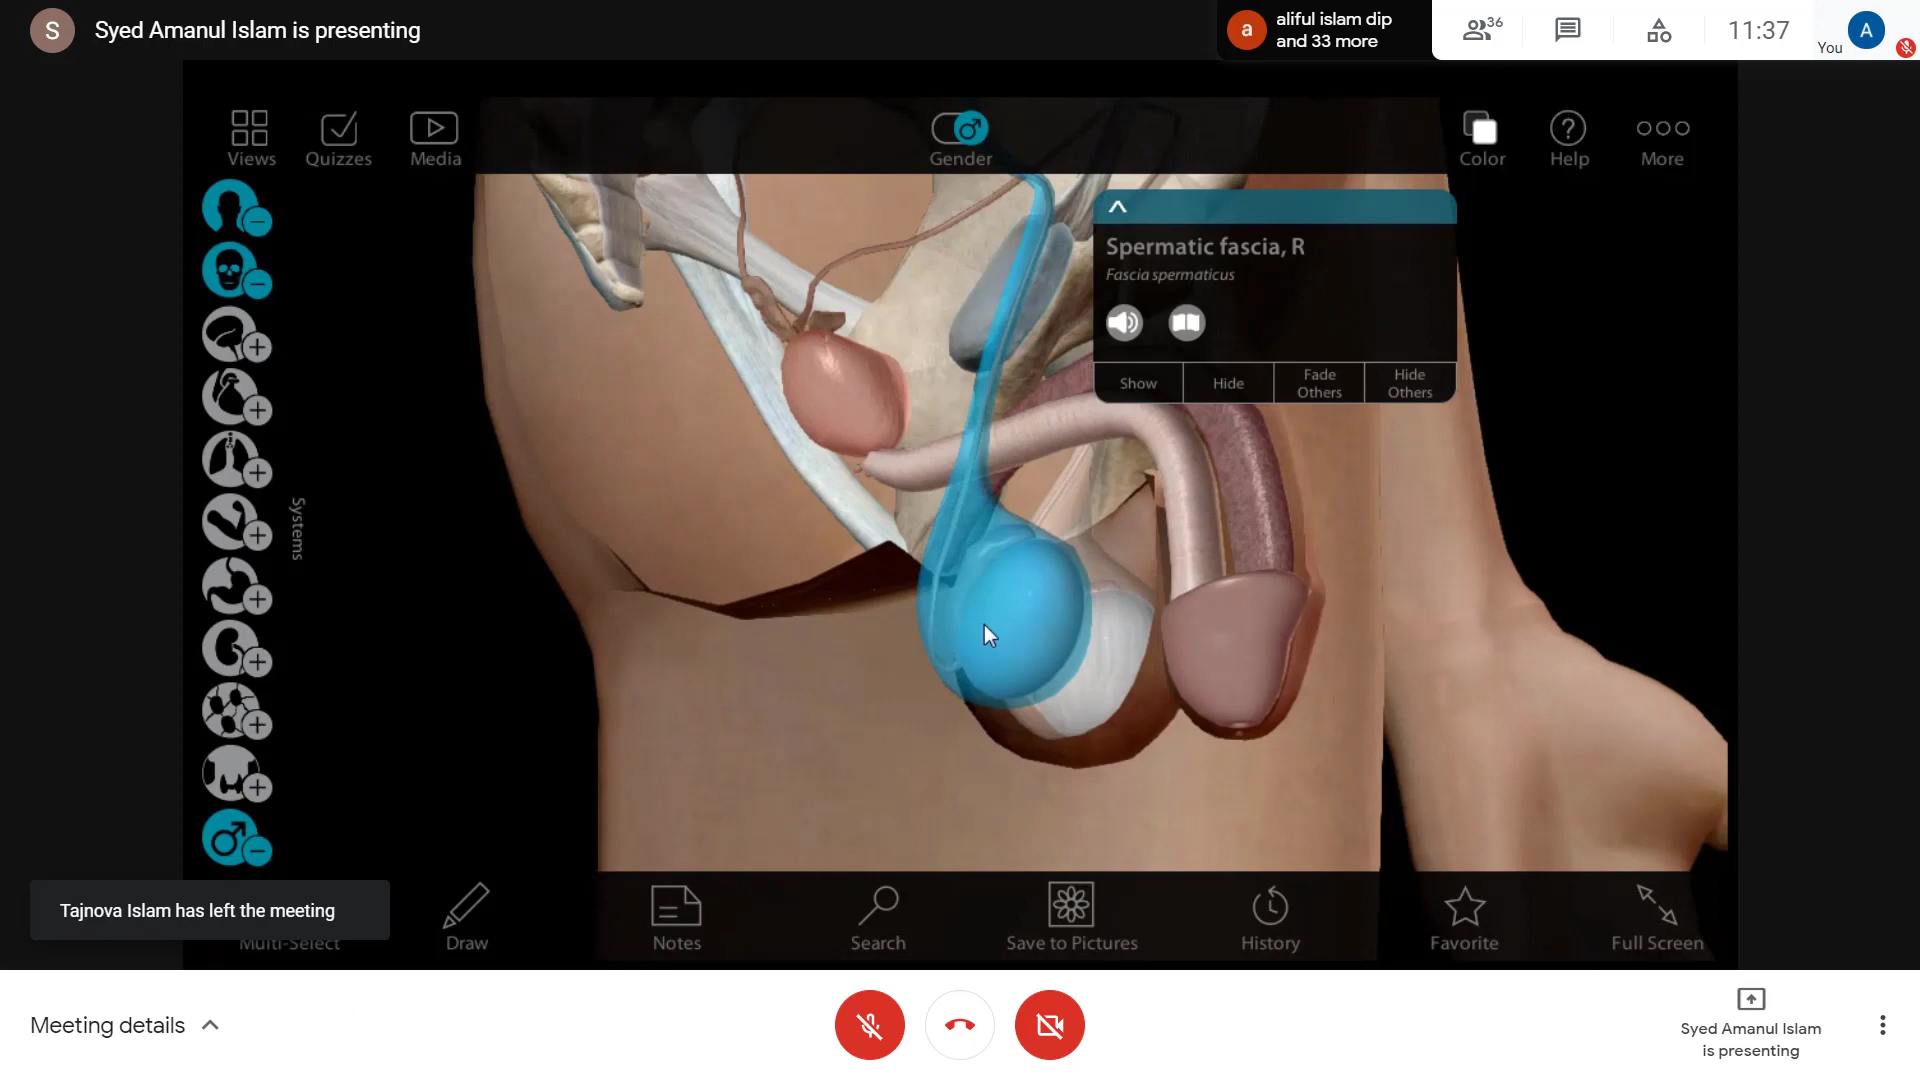 S Syed Amanul Islam is presenting
a aliful islam dip
and 33 more
36
11:37
You A
Views Quizzes Media Gender Color Help More
Spermatic fascia, R
Fascia spermaticus
Show Hide Fade Others Hide Others
Systems
Tajnova Islam has left the meeting
Multi-Select Draw Notes Search Save to Pictures History Favorite Full Screen
Meeting details
Syed Amanul Islam
is presenting